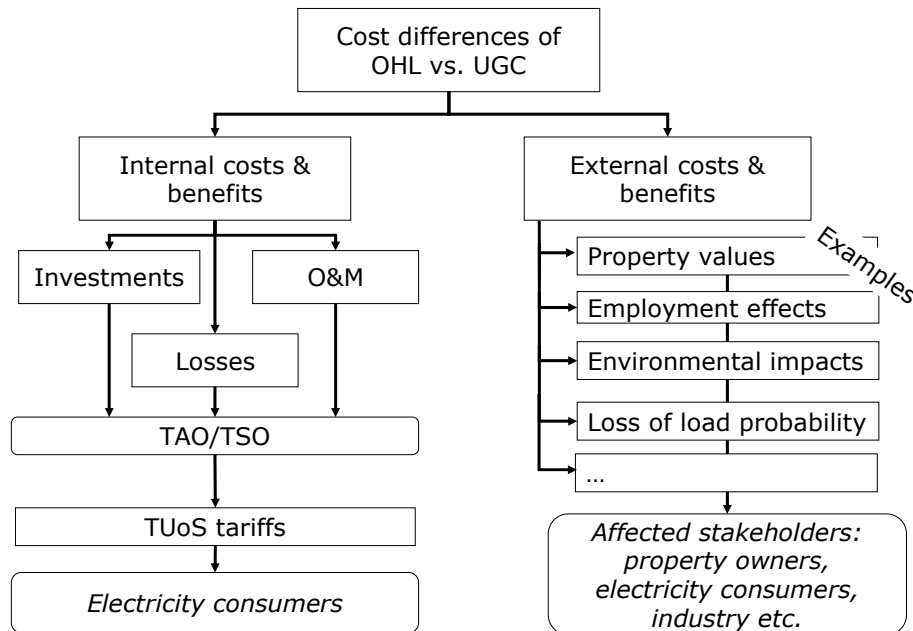 Cost differences of
OHL vs. UGC
Internal costs &
benefits
External costs &
benefits
Investments
O&M
Losses
TAO/TSO
TUoS tariffs
Electricity consumers
Examples
Property values
Employment effects
Environmental impacts
Loss of load probability
...
Affected stakeholders:
property owners,
electricity consumers,
industry etc.